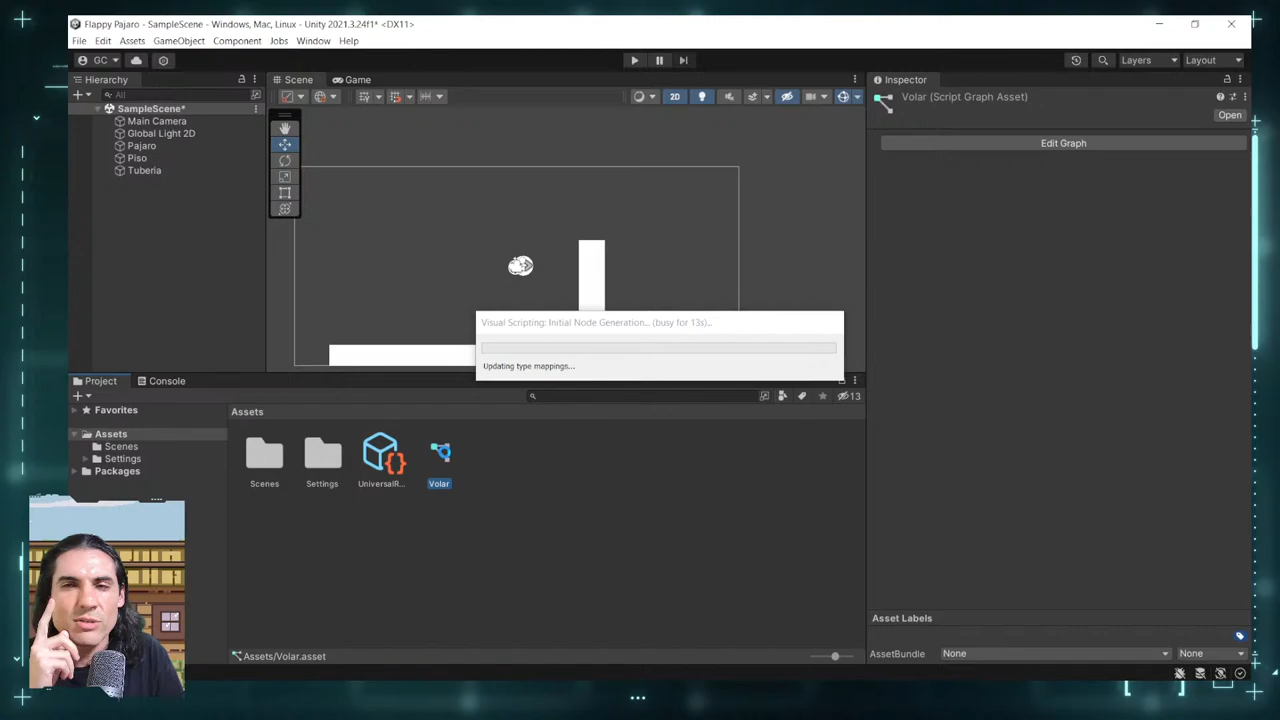 Flappy Pajaro - SampleScene - Windows, Mac, Linux - Unity 2021.3.24f1* <DX11>
File Edit Assets GameObject Component Jobs Window Help
GC
Layers Layout
Hierarchy
All
SampleScene*
Main Camera
Global Light 2D
Pajaro
Piso
Tuberia
Scene Game
2D
Inspector
Volar (Script Graph Asset)
Open
Edit Graph
Visual Scripting: Initial Node Generation... (busy for 13s)...
Updating type mappings...
Project Console
13
Favorites
Assets
Scenes
Settings
Packages
Assets
Scenes
Settings
UniversalR...
Volar
Assets/Volar.asset
Asset Labels
AssetBundle None None